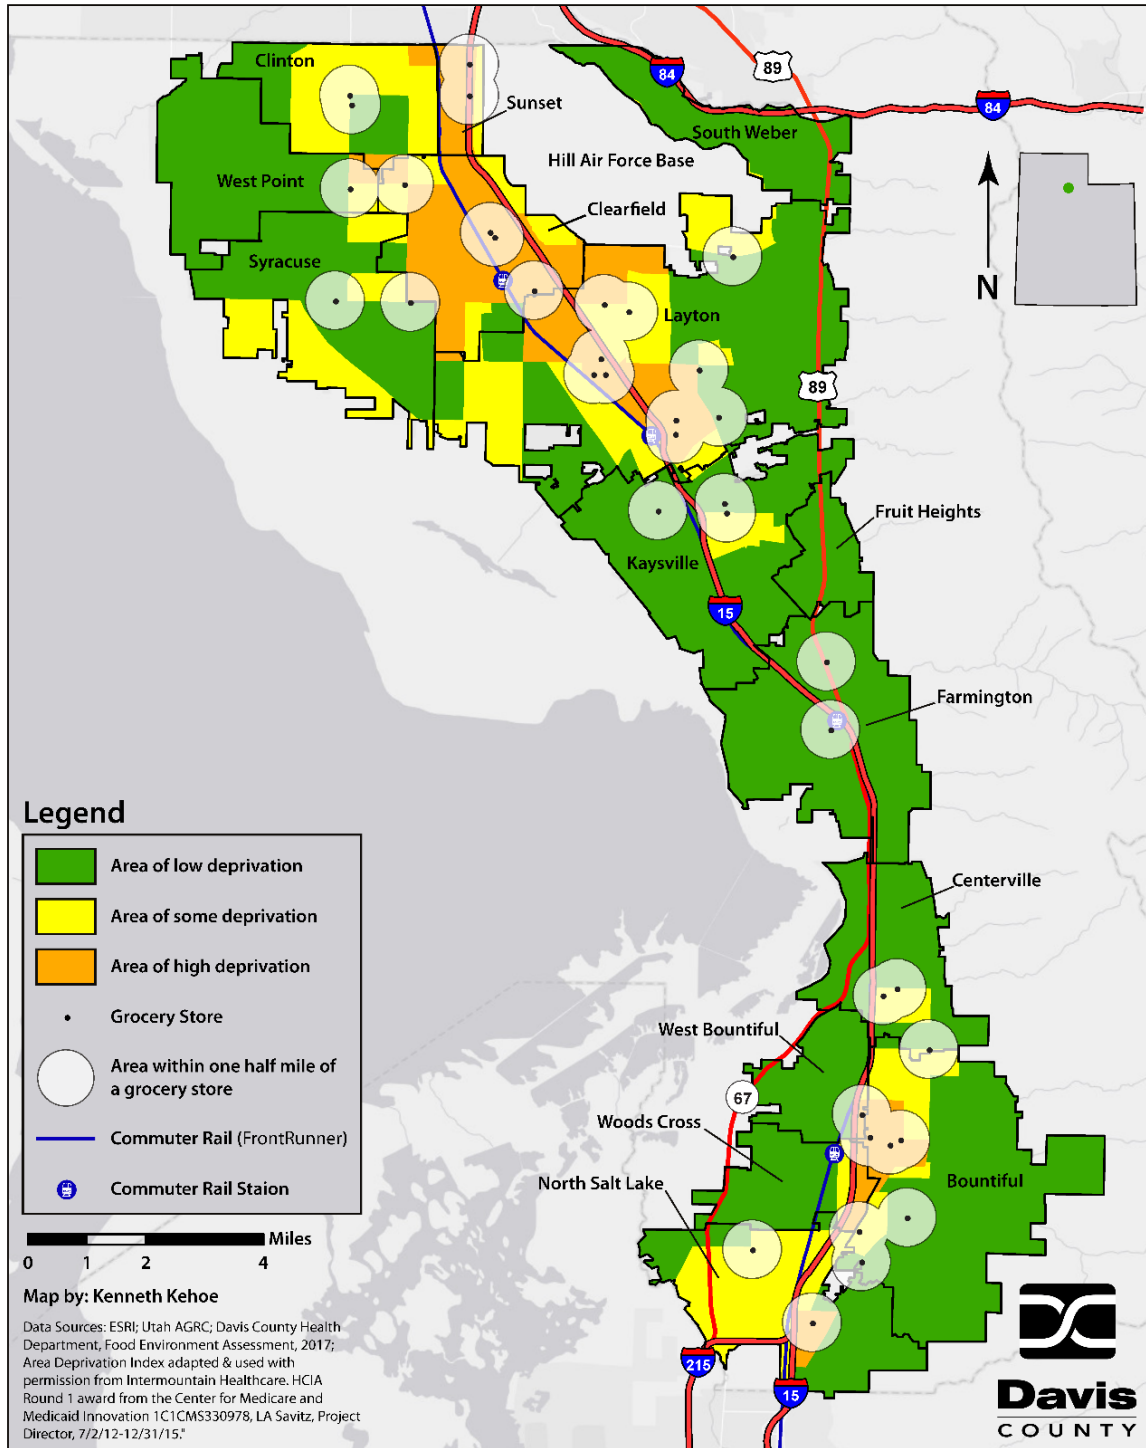 Clinton
Sunset
84
89
84
South Weber
Hill Air Force Base
West Point
Clearfield
Syracuse
N
Layton
89
Fruit Heights
Kaysville
15
Farmington
Centerville
West Bountiful
67
Woods Cross
North Salt Lake
Bountiful
215
15
Legend
Area of low deprivation
Area of some deprivation
Area of high deprivation
Grocery Store
Area within one half mile of
a grocery store
Commuter Rail (FrontRunner)
Commuter Rail Staion
Miles
0 1 2 4
Map by: Kenneth Kehoe
Data Sources: ESRI; Utah AGRC; Davis County Health
Department, Food Environment Assessment, 2017;
Area Deprivation Index adapted & used with
permission from Intermountain Healthcare. HCIA
Round 1 award from the Center for Medicare and
Medicaid Innovation 1C1CMS330978, LA Savitz, Project
Director, 7/2/12-12/31/15."
Davis
COUNTY